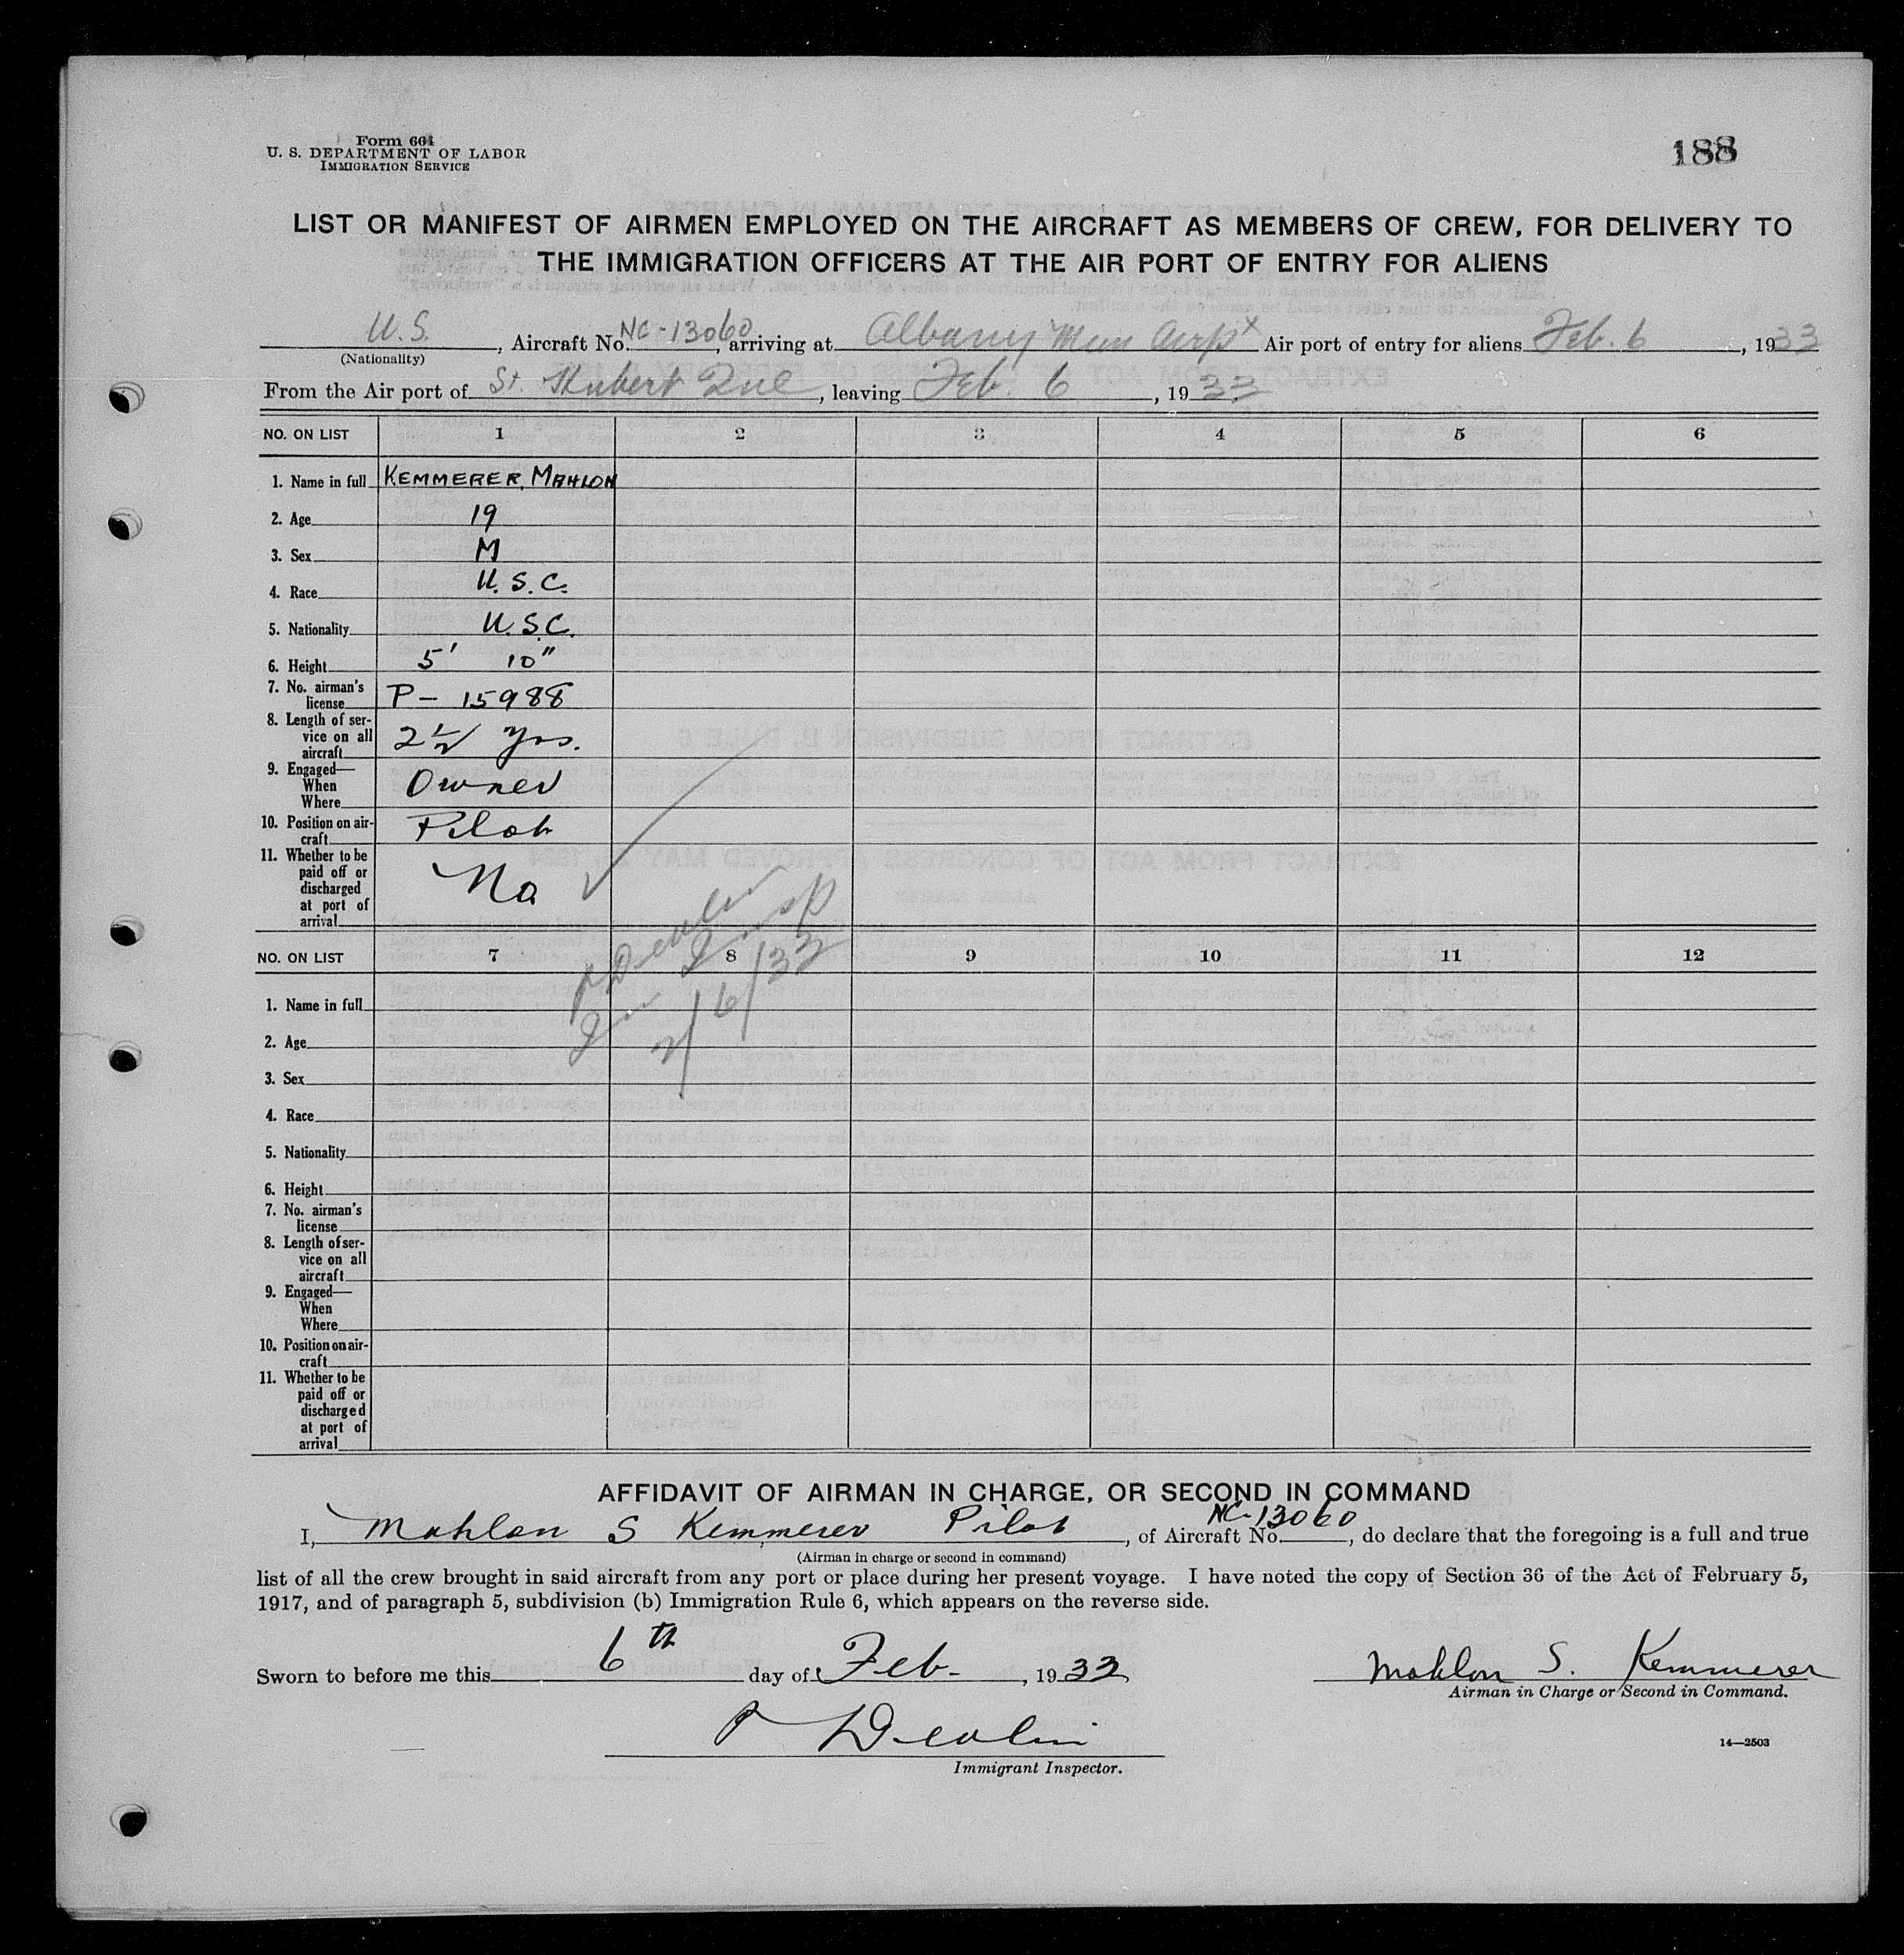 Form 661
U. S. DEPARTMENT OF LABOR
IMMIGRATION SERVICE
188
LIST OR MANIFEST OF AIRMEN EMPLOYED ON THE AIRCRAFT AS MEMBERS OF CREW, FOR DELIVERY TO
THE IMMIGRATION OFFICERS AT THE AIR PORT OF ENTRY FOR ALIENS
U.S., Aircraft No. NC-13060, arriving at Albany Mun Airpt Air port of entry for aliens Feb. 6, 1933
(Nationality)
From the Air port of St. Hubert Que, leaving Feb. 6, 1933
NO. ON LIST 1 2 3 4 5 6
1. Name in full KEMMERER, MAHLON
2. Age 19
3. Sex M
4. Race U.S.C.
5. Nationality U.S.C.
6. Height 5' 10"
7. No. airman's
license P-15988
8. Length of ser-
vice on all
aircraft 2 1/2 yrs.
9. Engaged—
When Owner
Where
10. Position on air-
craft Pilot
11. Whether to be
paid off or
discharged No
at port of
arrival
P Devlin
Imm Insp
2/6/33
NO. ON LIST 7 8 9 10 11 12
1. Name in full
2. Age
3. Sex
4. Race
5. Nationality
6. Height
7. No. airman's
license
8. Length of ser-
vice on all
aircraft
9. Engaged—
When
Where
10. Position on air-
craft
11. Whether to be
paid off or
discharged
at port of
arrival
AFFIDAVIT OF AIRMAN IN CHARGE, OR SECOND IN COMMAND
I, Mahlon S Kemmerer Pilot, of Aircraft No. NC-13060, do declare that the foregoing is a full and true
(Airman in charge or second in command)
list of all the crew brought in said aircraft from any port or place during her present voyage. I have noted the copy of Section 36 of the Act of February 5,
1917, and of paragraph 5, subdivision (b) Immigration Rule 6, which appears on the reverse side.
Sworn to before me this 6th day of Feb., 1933 Mahlon S. Kemmerer
Airman in Charge or Second in Command.
P Devlin
Immigrant Inspector.
14—2503